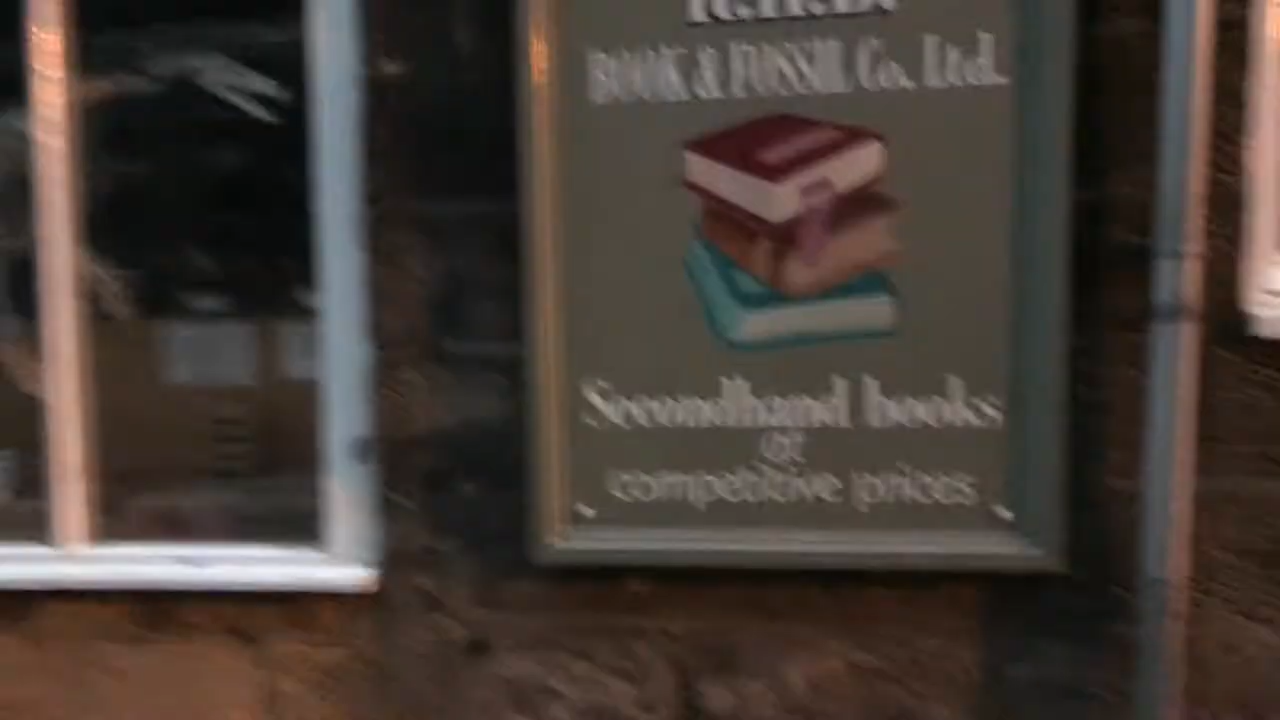 BOOK & FOSSIL Co. Ltd.
Secondhand books
at
competitive prices